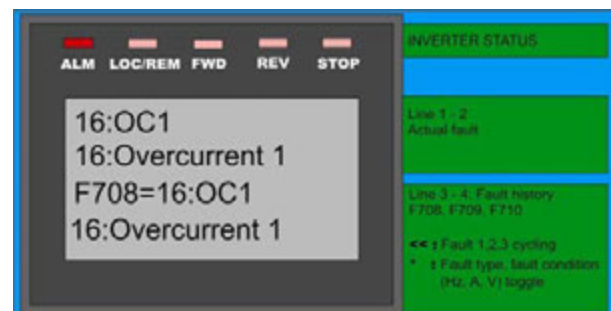 ALM LOC/REM FWD REV STOP
16:OC1
16:Overcurrent 1
F708=16:OC1
16:Overcurrent 1
INVERTER STATUS
Line 1 - 2
Actual fault
Line 3 - 4: Fault history
F708, F709, F710
<< : Fault 1,2,3 cycling
* : Fault type, fault condition
(Hz, A, V) toggle